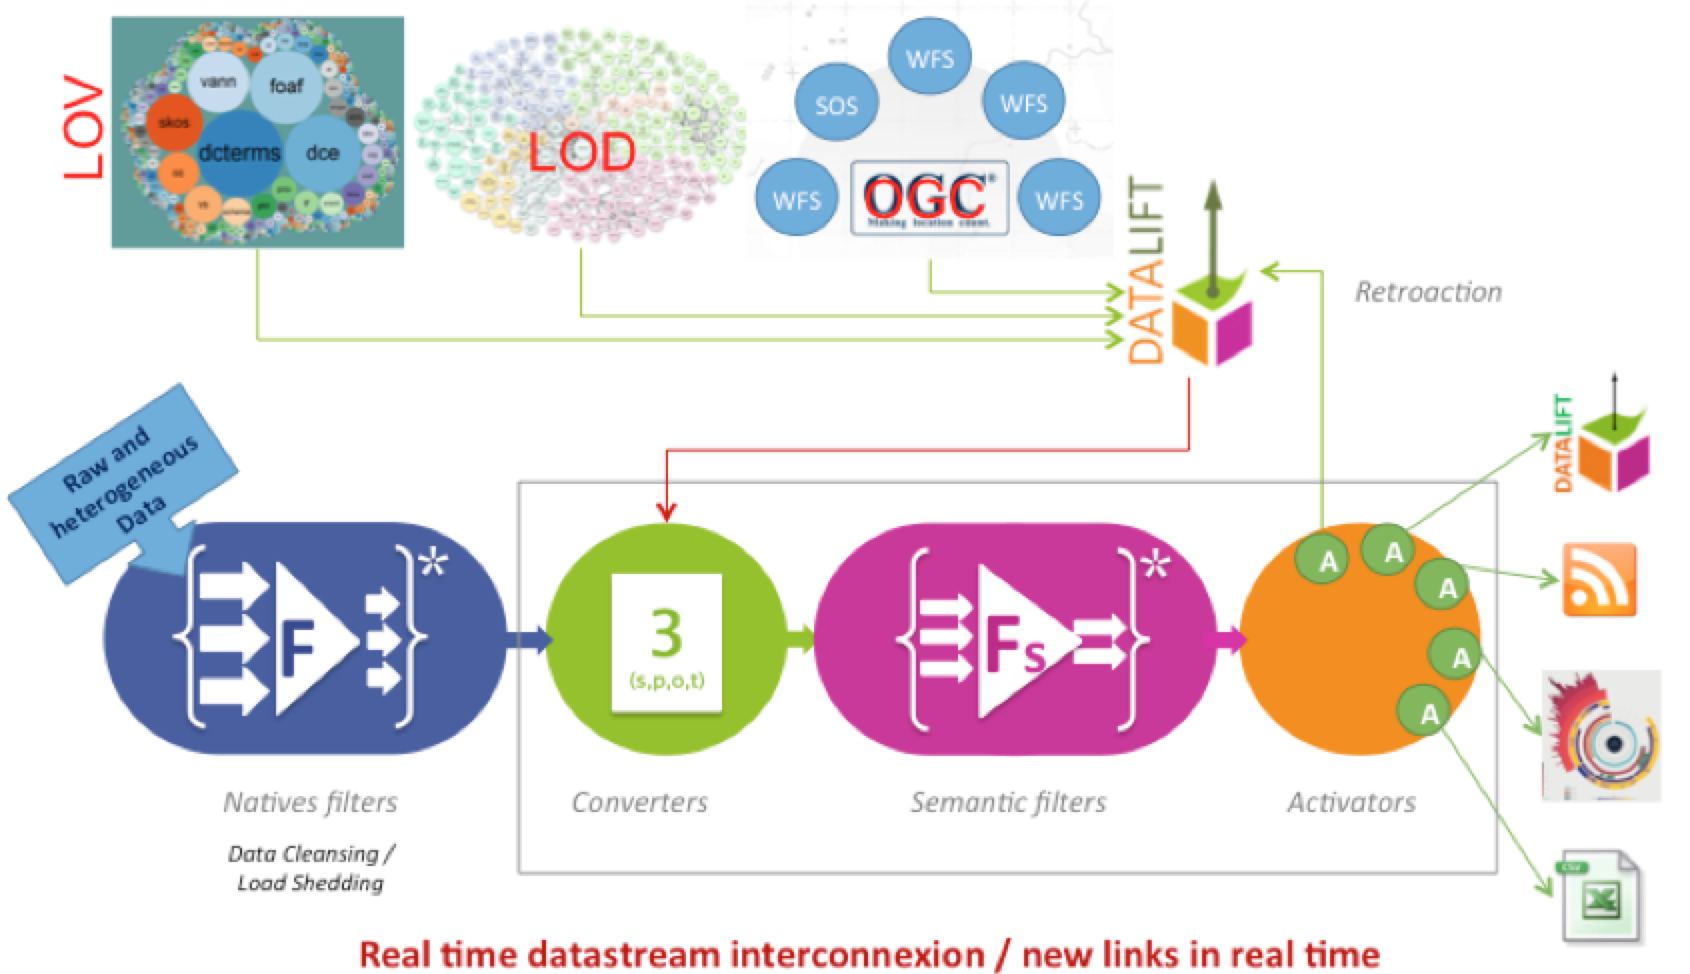 LOV
vann
foaf
skos
dcterms
dce
LOD
WFS
SOS
WFS
WFS
WFS
OGC®
Making location count.
DATALIFT
Retroaction
Raw and
heterogeneous
Data
DATALIFT
{ F }*
3
(s,p,o,t)
{ Fs }*
A
A
A
A
A
CSV
Natives filters
Converters
Semantic filters
Activators
Data Cleansing /
Load Shedding
Real time datastream interconnexion / new links in real time